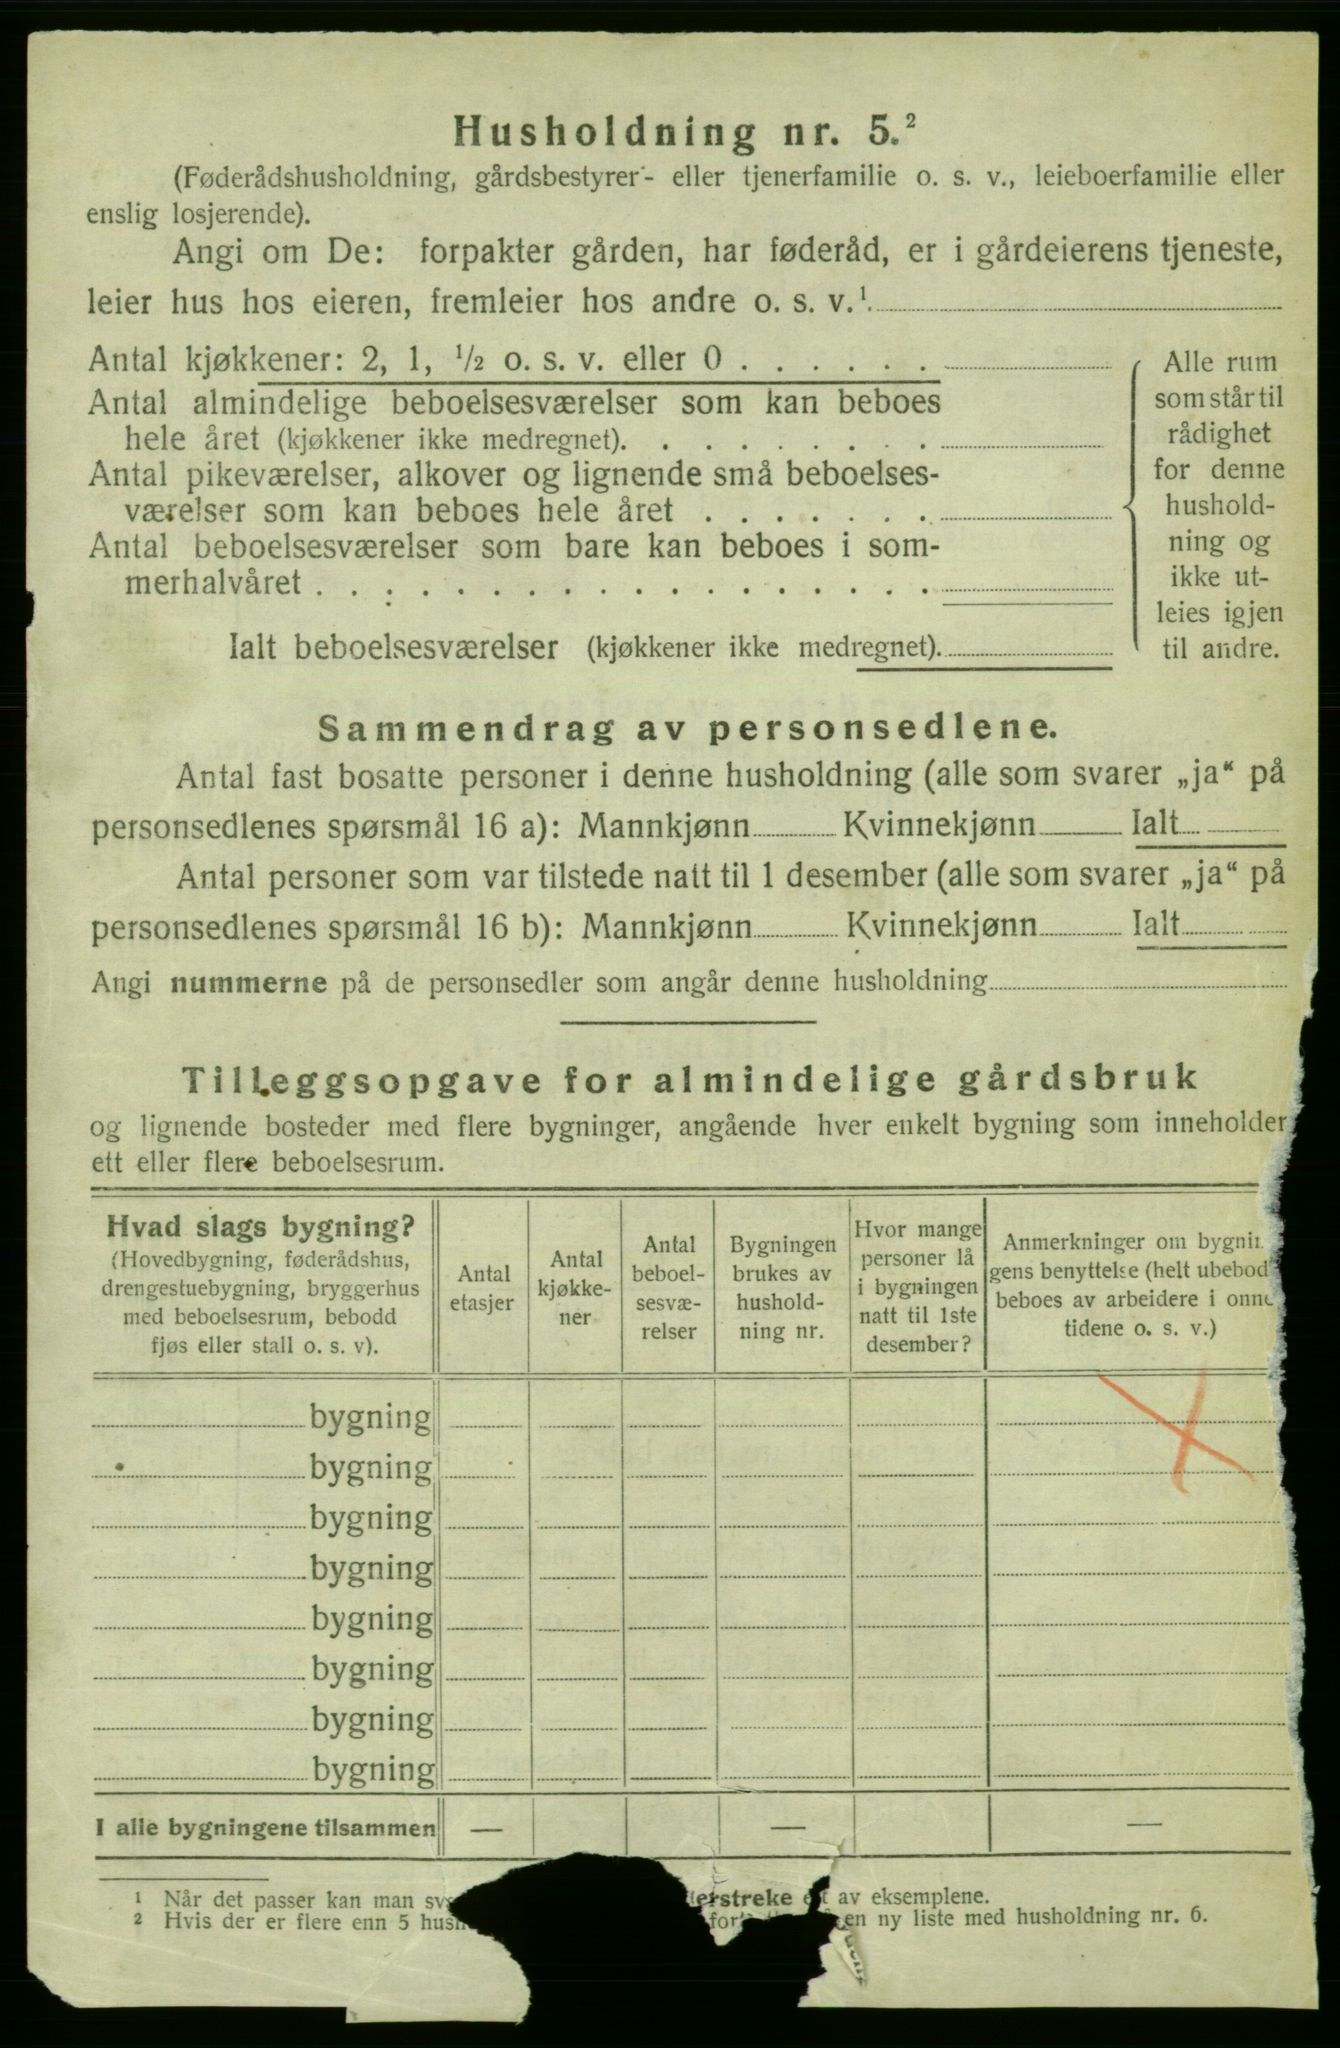 Husholdning nr. 5.²
(Føderådshusholdning, gårdsbestyrer- eller tjenerfamilie o. s. v., leieboerfamilie eller
enslig losjerende).
Angi om De: forpakter gården, har føderåd, er i gårdeierens tjeneste,
leier hus hos eieren, fremleier hos andre o. s. v.¹
Antal kjøkkener: 2, 1, ½ o. s. v. eller 0 . . . . . .
Antal almindelige beboelsesværelser som kan beboes
hele året (kjøkkener ikke medregnet). . . . . . . . .
Antal pikeværelser, alkover og lignende små beboelses-
værelser som kan beboes hele året . . . . . . .
Antal beboelsesværelser som bare kan beboes i som-
merhalvåret . . . . . . . . . . . . . . . . . .
Ialt beboelsesværelser (kjøkkener ikke medregnet).
Alle rum
som står til
rådighet
for denne
hushold-
ning og
ikke ut-
leies igjen
til andre.
Sammendrag av personsedlene.
Antal fast bosatte personer i denne husholdning (alle som svarer „ja“ på
personsedlenes spørsmål 16 a): Mannkjønn Kvinnekjønn Ialt
Antal personer som var tilstede natt til 1 desember (alle som svarer „ja“ på
personsedlenes spørsmål 16 b): Mannkjønn Kvinnekjønn Ialt
Angi nummerne på de personsedler som angår denne husholdning
Tilleggsopgave for almindelige gårdsbruk
og lignende bosteder med flere bygninger, angående hver enkelt bygning som inneholder
ett eller flere beboelsesrum.
Hvad slags bygning?
(Hovedbygning, føderådshus,
drengestuebygning, bryggerhus
med beboelsesrum, bebodd
fjøs eller stall o. s. v).
Antal
etasjer
Antal
kjøkke-
ner
Antal
beboel-
sesvæ-
relser
Bygningen
brukes av
hushold-
ning nr.
Hvor mange
personer lå
i bygningen
natt til 1ste
desember?
Anmerkninger om bygnin
gens benyttelse (helt ubebod
beboes av arbeidere i onne
tidene o. s. v.)
bygning
bygning
bygning
bygning
bygning
bygning
bygning
bygning
I alle bygningene tilsammen — — —
¹ Når det passer kan man sv erstreke av eksemplene.
² Hvis der er flere enn 5 hus en ny liste med husholdning nr. 6.